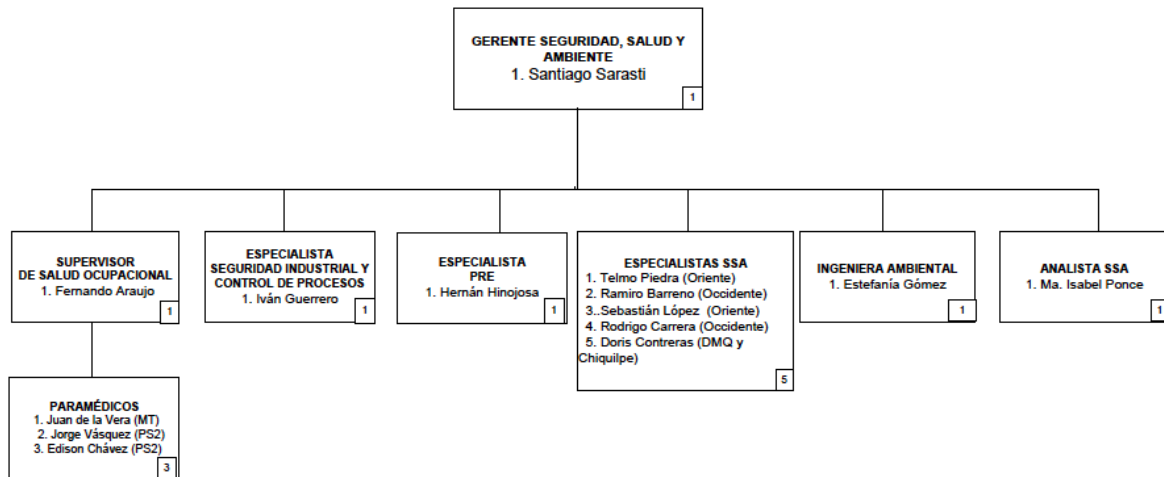 GERENTE SEGURIDAD, SALUD Y
AMBIENTE
1. Santiago Sarasti
1
SUPERVISOR
DE SALUD OCUPACIONAL
1. Fernando Araujo
1
ESPECIALISTA
SEGURIDAD INDUSTRIAL Y
CONTROL DE PROCESOS
1. Iván Guerrero
1
ESPECIALISTA
PRE
1. Hernán Hinojosa
1
ESPECIALISTAS SSA
1. Telmo Piedra (Oriente)
2. Ramiro Barreno (Occidente)
3..Sebastián López (Oriente)
4. Rodrigo Carrera (Occidente)
5. Doris Contreras (DMQ y
Chiquilpe)
5
INGENIERA AMBIENTAL
1. Estefanía Gómez
1
ANALISTA SSA
1. Ma. Isabel Ponce
1
PARAMÉDICOS
1. Juan de la Vera (MT)
2. Jorge Vásquez (PS2)
3. Edison Chávez (PS2)
3